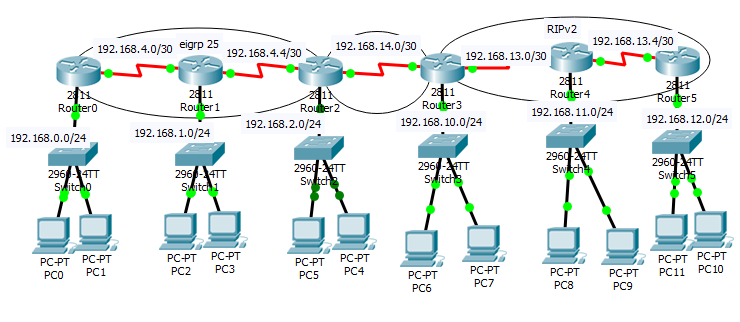 RIPv2
eigrp 25
192.168.14.0/30
192.168.13.4/30
192.168.4.0/30
192.168.4.4/30
192.168.13.0/30
2811
Router0
2811
Router1
2811
Router2
2811
Router3
2811
Router4
2811
Router5
192.168.0.0/24
192.168.1.0/24
192.168.2.0/24
192.168.10.0/24
192.168.11.0/24
192.168.12.0/24
2960-24TT
Switch0
2960-24TT
Switch1
2960-24TT
Switch2
2960-24TT
Switch3
2960-24TT
Switch4
2960-24TT
Switch5
PC-PT
PC0
PC-PT
PC1
PC-PT
PC2
PC-PT
PC3
PC-PT
PC5
PC-PT
PC4
PC-PT
PC6
PC-PT
PC7
PC-PT
PC8
PC-PT
PC9
PC-PT
PC11
PC-PT
PC10